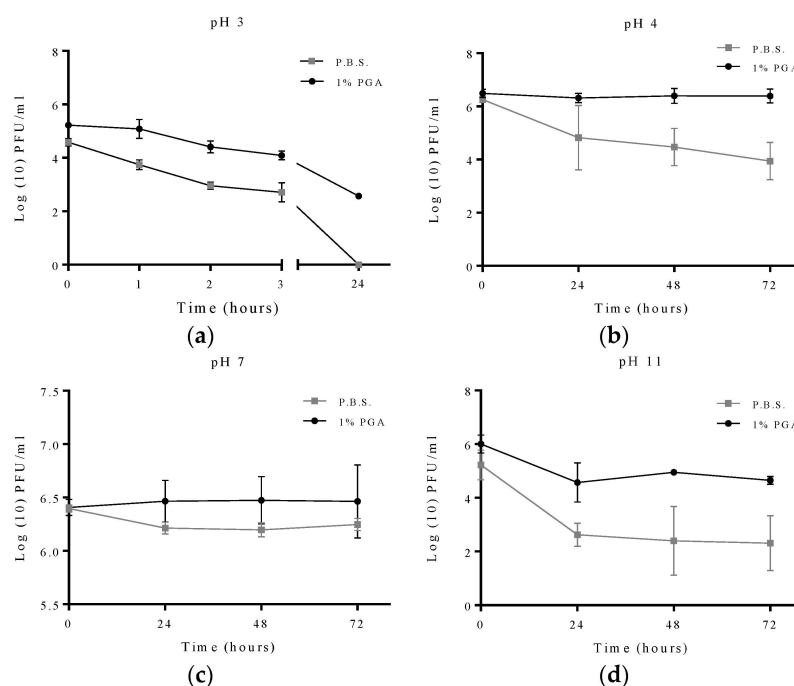 pH 3
8
6
4
2
0
Log (10) PFU/ml
P.B.S.
1% PGA
0 1 2 3 24
Time (hours)
(a)
pH 4
8
6
4
2
0
Log (10) PFU/ml
P.B.S.
1% PGA
0 24 48 72
Time (hours)
(b)
pH 7
7.5
7.0
6.5
6.0
5.5
Log (10) PFU/ml
P.B.S.
1% PGA
0 24 48 72
Time (hours)
(c)
pH 11
8
6
4
2
0
Log (10) PFU/ml
P.B.S.
1% PGA
0 24 48 72
Time (hours)
(d)